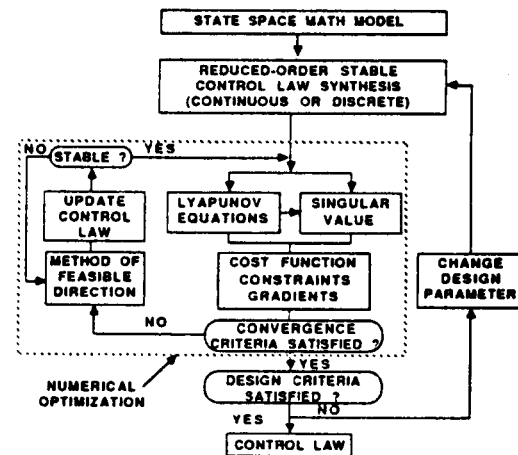 STATE SPACE MATH MODEL
REDUCED-ORDER STABLE
CONTROL LAW SYNTHESIS
(CONTINUOUS OR DISCRETE)
NO
STABLE ?
YES
UPDATE
CONTROL
LAW
LYAPUNOV
EQUATIONS
SINGULAR
VALUE
METHOD OF
FEASIBLE
DIRECTION
COST FUNCTION
CONSTRAINTS
GRADIENTS
CHANGE
DESIGN
PARAMETER
NO
CONVERGENCE
CRITERIA SATISFIED ?
YES
NUMERICAL
OPTIMIZATION
DESIGN CRITERIA
SATISFIED ?
YES
NO
CONTROL LAW